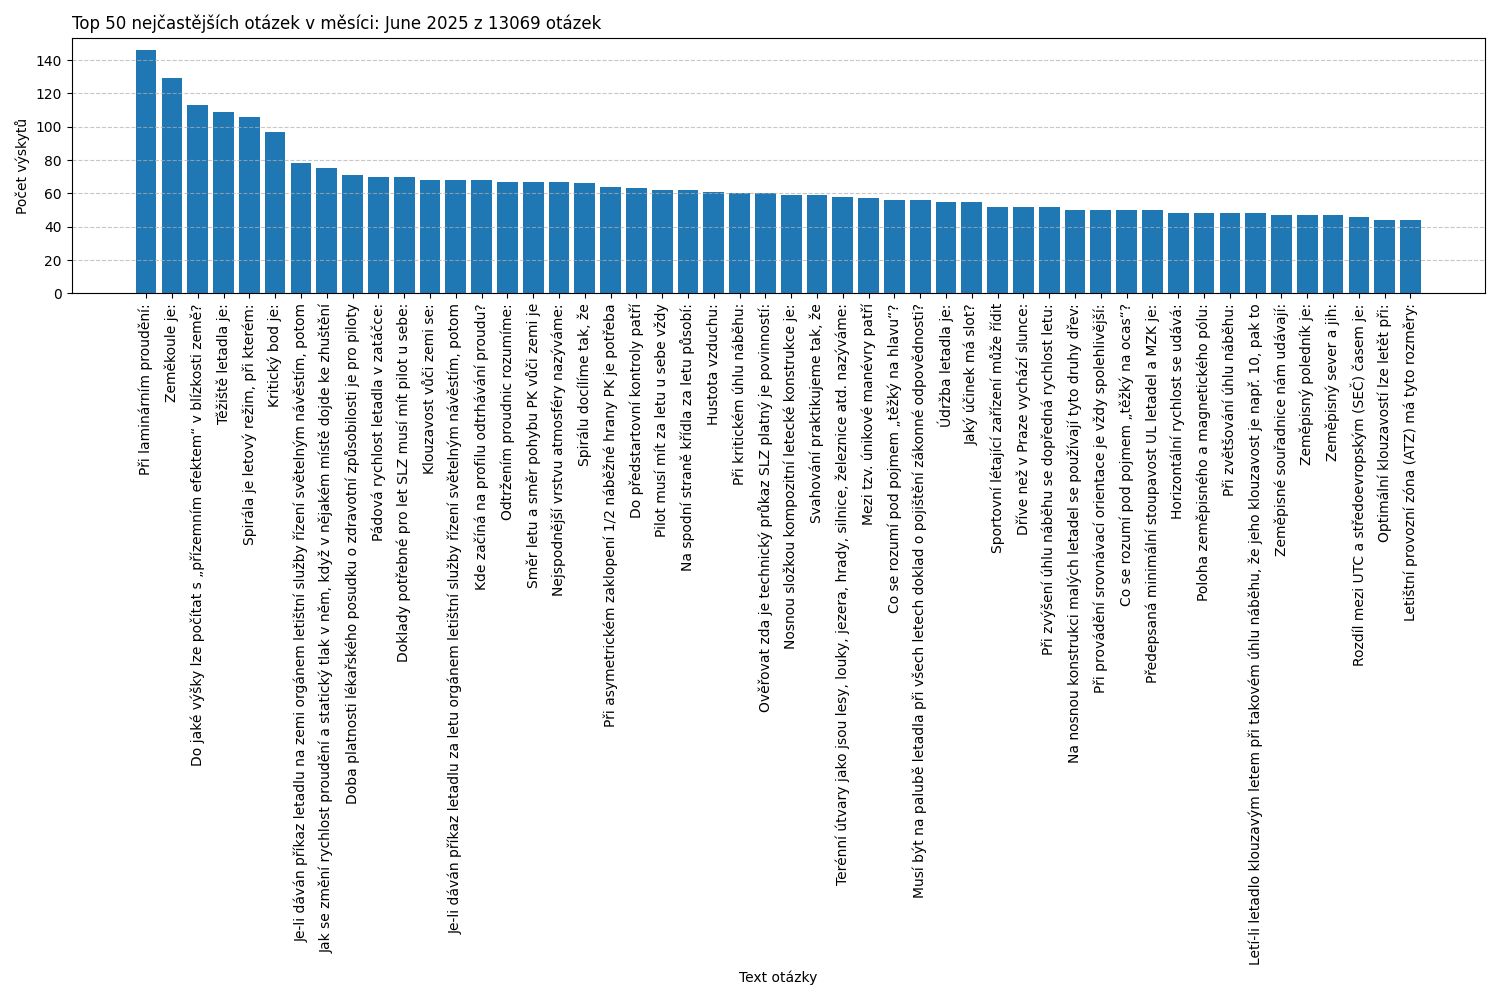 Top 50 nejčastějších otázek v měsíci: June 2025 z 13069 otázek
Počet výskytů
140
120
100
80
60
40
20
0
Při laminárním proudění:
Zeměkoule je:
Do jaké výšky lze počítat s „přízemním efektem“ v blízkosti země?
Těžiště letadla je:
Spirála je letový režim, při kterém:
Kritický bod je:
Je-li dáván příkaz letadlu na zemi orgánem letištní služby řízení světelným návěstím, potom
Jak se změní rychlost proudění a statický tlak v něm, když v nějakém místě dojde ke zhuštění
Doba platnosti lékařského posudku o zdravotní způsobilosti je pro piloty
Pádová rychlost letadla v zatáčce:
Doklady potřebné pro let SLZ musí mít pilot u sebe:
Klouzavost vůči zemi se:
Je-li dáván příkaz letadlu za letu orgánem letištní služby řízení světelným návěstím, potom
Kde začíná na profilu odtrhávání proudu?
Odtržením proudnic rozumíme:
Směr letu a směr pohybu PK vůči zemi je
Nejspodnější vrstvu atmosféry nazýváme:
Spirálu docílíme tak, že
Při asymetrickém zaklopení 1/2 náběžné hrany PK je potřeba
Do předstartovní kontroly patří
Pilot musí mít za letu u sebe vždy
Na spodní straně křídla za letu působí:
Hustota vzduchu:
Při kritickém úhlu náběhu:
Ověřovat zda je technický průkaz SLZ platný je povinností:
Nosnou složkou kompozitní letecké konstrukce je:
Svahování praktikujeme tak, že
Terénní útvary jako jsou lesy, louky, jezera, hrady, silnice, železnice atd. nazýváme:
Mezi tzv. únikové manévry patří
Co se rozumí pod pojmem „těžký na hlavu“?
Musí být na palubě letadla při všech letech doklad o pojištění zákonné odpovědnosti?
Údržba letadla je:
Jaký účinek má slot?
Sportovní létající zařízení může řídit
Dříve než v Praze vychází slunce:
Při zvýšení úhlu náběhu se dopředná rychlost letu:
Na nosnou konstrukci malých letadel se používají tyto druhy dřev:
Při provádění srovnávací orientace je vždy spolehlivější:
Co se rozumí pod pojmem „těžký na ocas“?
Předepsaná minimální stoupavost UL letadel a MZK je:
Horizontální rychlost se udává:
Poloha zeměpisného a magnetického pólu:
Při zvětšování úhlu náběhu:
Letí-li letadlo klouzavým letem při takovém úhlu náběhu, že jeho klouzavost je např. 10, pak to
Zeměpisné souřadnice nám udávají:
Zeměpisný poledník je:
Zeměpisný sever a jih:
Rozdíl mezi UTC a středoevropským (SEČ) časem je:
Optimální klouzavostí lze letět při:
Letištní provozní zóna (ATZ) má tyto rozměry:
Text otázky